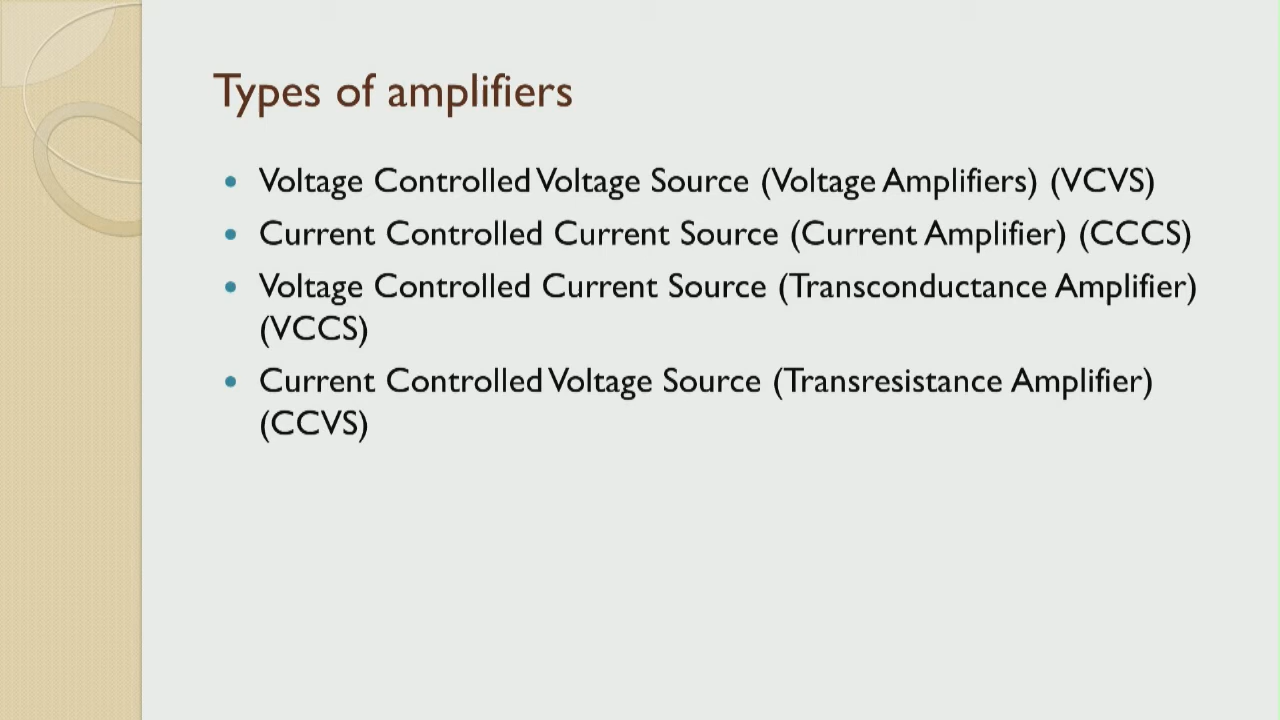 Types of amplifiers
• Voltage Controlled Voltage Source (Voltage Amplifiers) (VCVS)
• Current Controlled Current Source (Current Amplifier) (CCCS)
• Voltage Controlled Current Source (Transconductance Amplifier)
(VCCS)
• Current Controlled Voltage Source (Transresistance Amplifier)
(CCVS)